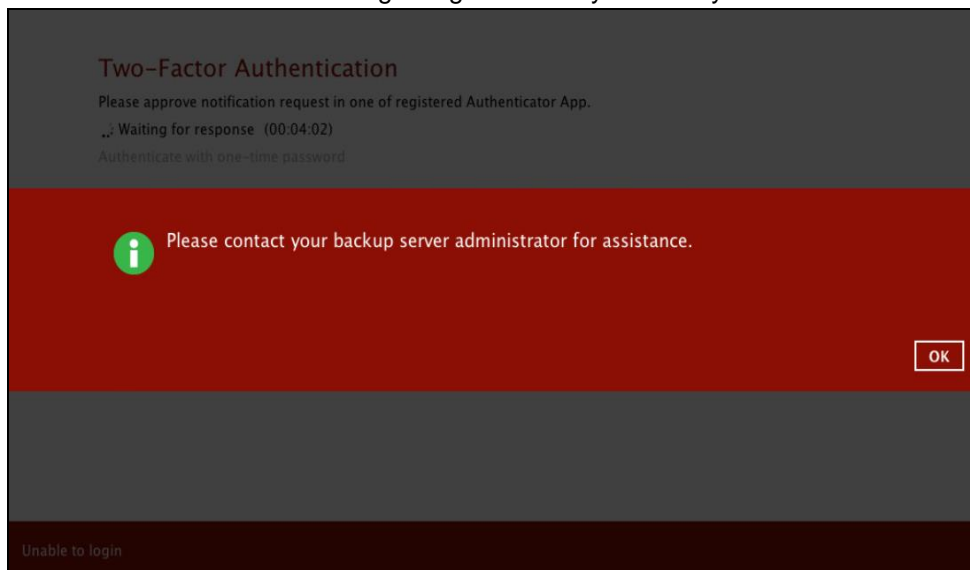 Two-Factor Authentication
Please approve notification request in one of registered Authenticator App.
Waiting for response (00:04:02)
Authenticate with one-time password
Please contact your backup server administrator for assistance.
OK
Unable to login